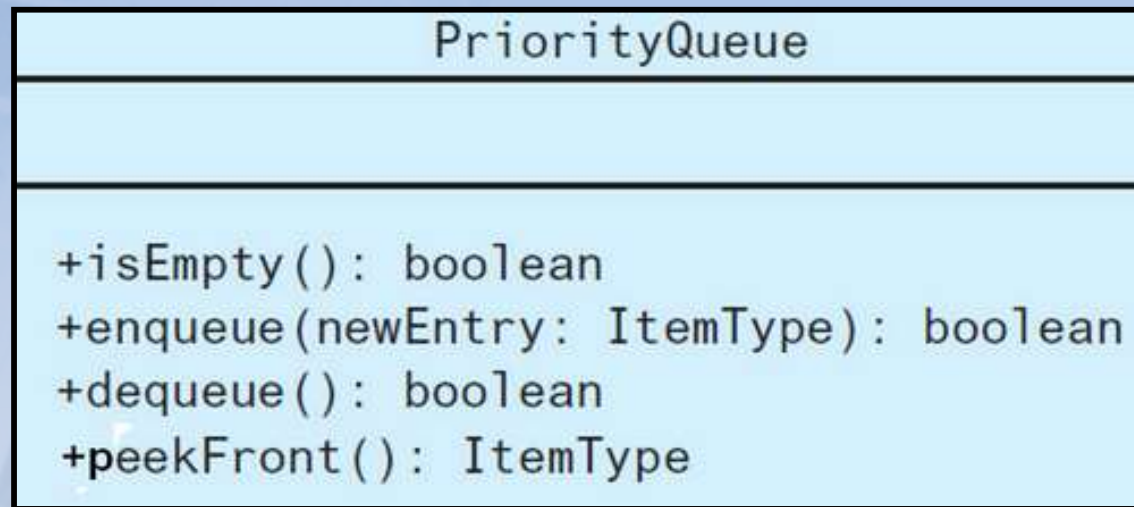 PriorityQueue
+isEmpty(): boolean
+enqueue(newEntry: ItemType): boolean
+dequeue(): boolean
+peekFront(): ItemType